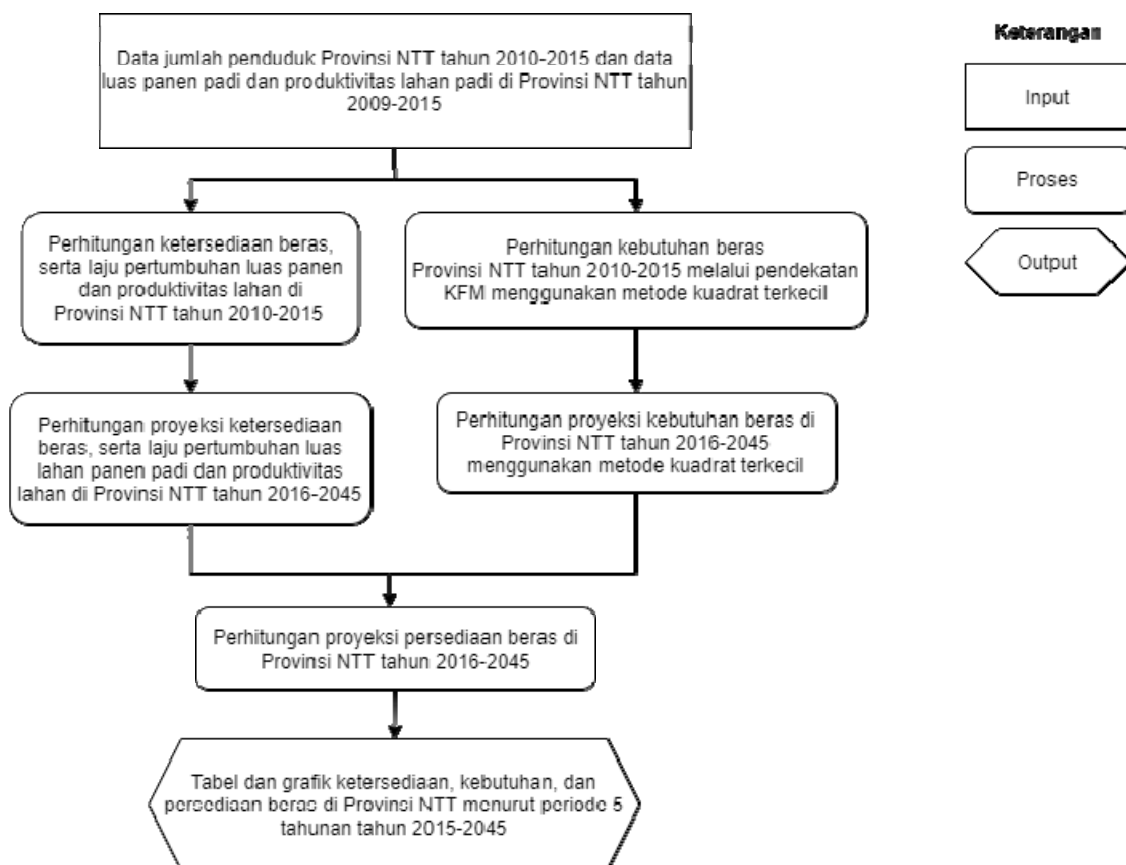 Data jumlah penduduk Provinsi NTT tahun 2010-2015 dan data
luas panen padi dan produktivitas lahan padi di Provinsi NTT tahun
2009-2015
Keterangan
Input
Proses
Output
Perhitungan ketersediaan beras,
serta laju pertumbuhan luas panen
dan produktivitas lahan di
Provinsi NTT tahun 2010-2015
Perhitungan kebutuhan beras
Provinsi NTT tahun 2010-2015 melalui pendekatan
KFM menggunakan metode kuadrat terkecil
Perhitungan proyeksi ketersediaan
beras, serta laju pertumbuhan luas
lahan panen padi dan produktivitas
lahan di Provinsi NTT tahun 2016-2045
Perhitungan proyeksi kebutuhan beras di
Provinsi NTT tahun 2016-2045
menggunakan metode kuadrat terkecil
Perhitungan proyeksi persediaan beras di
Provinsi NTT tahun 2016-2045
Tabel dan grafik ketersediaan, kebutuhan, dan
persediaan beras di Provinsi NTT menurut periode 5
tahunan tahun 2015-2045